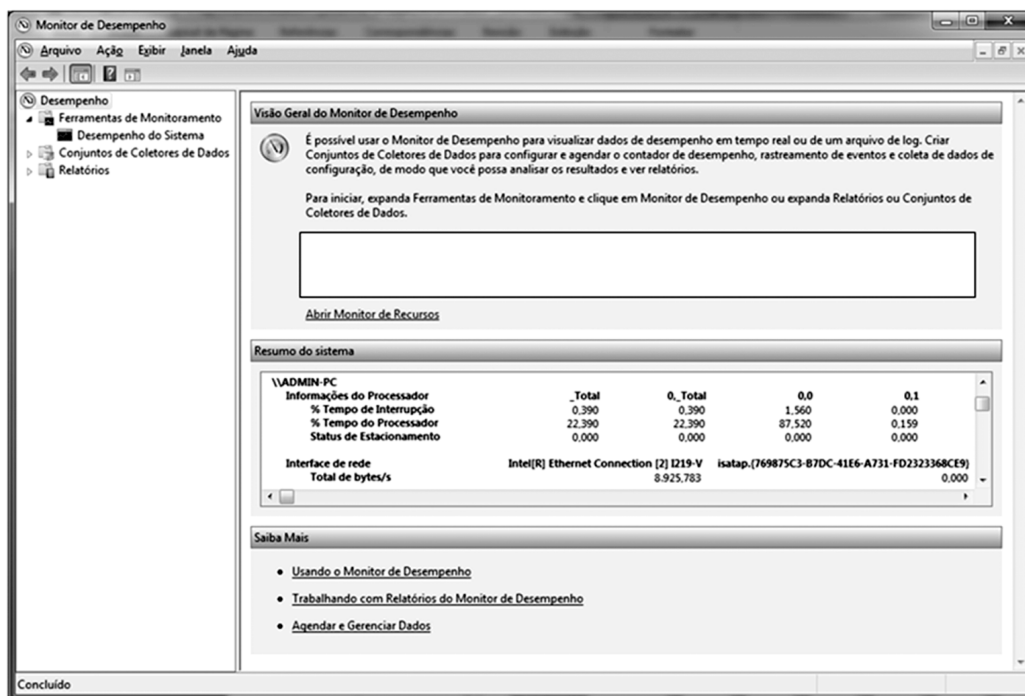 Monitor de Desempenho
Arquivo Ação Exibir Janela Ajuda
Desempenho
Ferramentas de Monitoramento
Desempenho do Sistema
Conjuntos de Coletores de Dados
Relatórios
Visão Geral do Monitor de Desempenho
É possível usar o Monitor de Desempenho para visualizar dados de desempenho em tempo real ou de um arquivo de log. Criar
Conjuntos de Coletores de Dados para configurar e agendar o contador de desempenho, rastreamento de eventos e coleta de dados de
configuração, de modo que você possa analisar os resultados e ver relatórios.
Para iniciar, expanda Ferramentas de Monitoramento e clique em Monitor de Desempenho ou expanda Relatórios ou Conjuntos de
Coletores de Dados.
Abrir Monitor de Recursos
Resumo do sistema
\\ADMIN-PC
Informações do Processador _Total 0,_Total 0,0 0,1
% Tempo de Interrupção 0,390 0,390 1,560 0,000
% Tempo do Processador 22,390 22,390 87,520 0,159
Status de Estacionamento 0,000 0,000 0,000 0,000
Interface de rede Intel[R] Ethernet Connection [2] I219-V isatap.{769875C3-B7DC-41E6-A731-FD2323368CE9}
Total de bytes/s 8.925,783 0,000
Saiba Mais
• Usando o Monitor de Desempenho
• Trabalhando com Relatórios do Monitor de Desempenho
• Agendar e Gerenciar Dados
Concluído